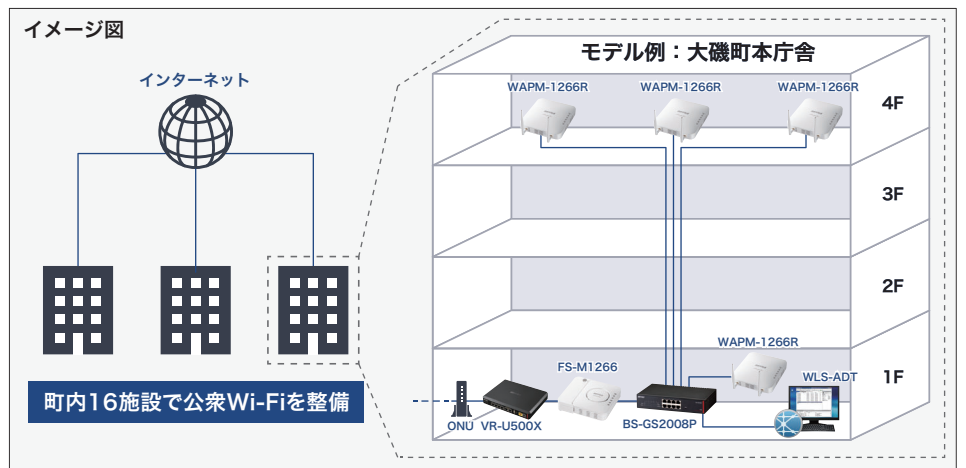 イメージ図
インターネット
町内16施設で公衆Wi-Fiを整備
モデル例：大磯町本庁舎
WAPM-1266R
WAPM-1266R
WAPM-1266R
4F
3F
2F
1F
WAPM-1266R
FS-M1266
WLS-ADT
ONU
VR-U500X
BS-GS2008P